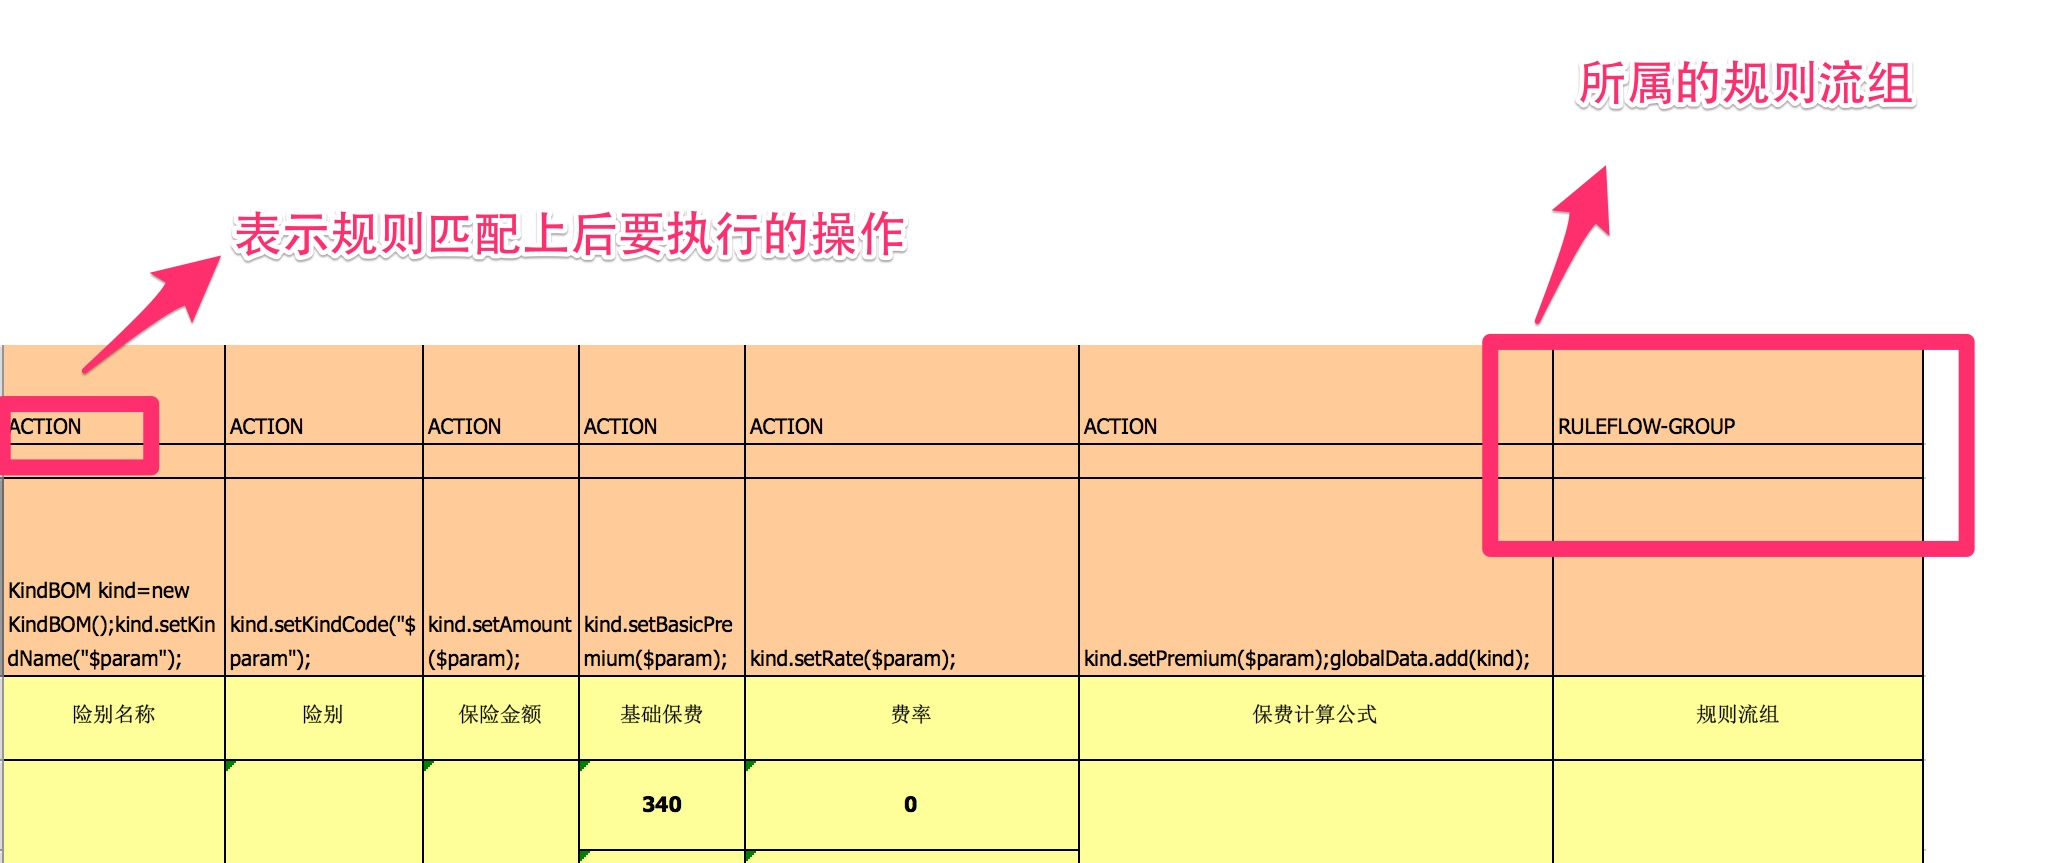 所属的规则流组
表示规则匹配上后要执行的操作
ACTION
ACTION
ACTION
ACTION
ACTION
ACTION
RULEFLOW-GROUP
KindBOM kind=new
KindBOM();kind.setKin
dName("$param");
kind.setKindCode("$
param");
kind.setAmount
($param);
kind.setBasicPre
mium($param);
kind.setRate($param);
kind.setPremium($param);globalData.add(kind);
险别名称
险别
保险金额
基础保费
费率
保费计算公式
规则流组
340
0